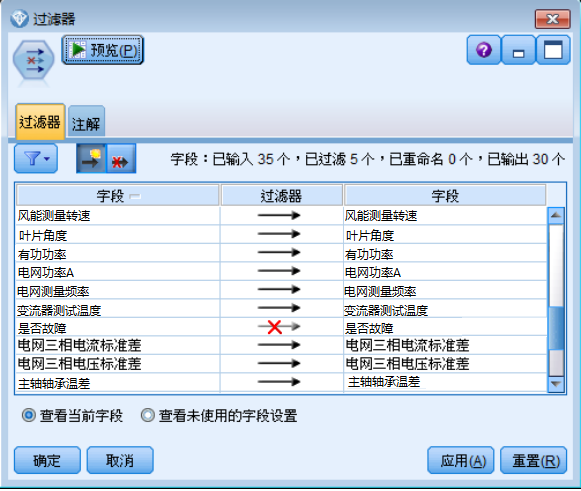 过滤器
预览(P)
?
过滤器 注解
字段：已输入 35 个，已过滤 5 个，已重命名 0 个，已输出 30 个
字段 过滤器 字段
风能测量转速 风能测量转速
叶片角度 叶片角度
有功功率 有功功率
电网功率A 电网功率A
电网测量频率 电网测量频率
变流器测试温度 变流器测试温度
是否故障 是否故障
电网三相电流标准差 电网三相电流标准差
电网三相电压标准差 电网三相电压标准差
主轴轴承温差 主轴轴承温差
查看当前字段 查看未使用的字段设置
确定 取消 应用(A) 重置(R)